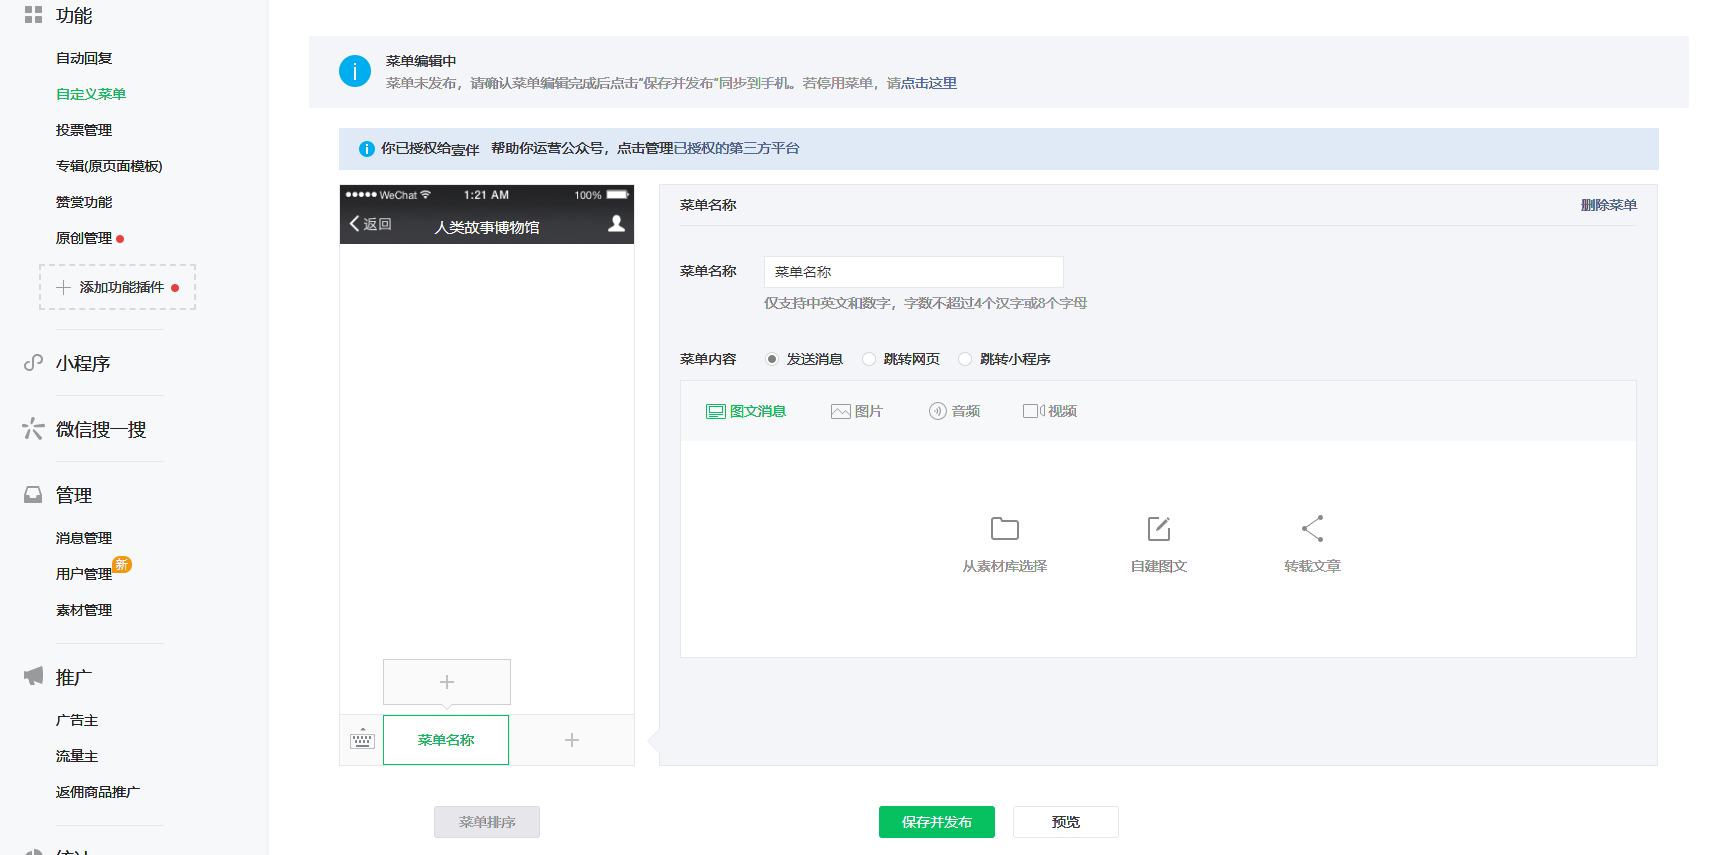 功能
自动回复
自定义菜单
投票管理
专辑(原页面模板)
赞赏功能
原创管理
添加功能插件
小程序
微信搜一搜
管理
消息管理
用户管理
新
素材管理
推广
广告主
流量主
返佣商品推广
统计
菜单编辑中
菜单未发布，请确认菜单编辑完成后点击“保存并发布”同步到手机。若停用菜单，请点击这里
你已授权给壹伴 帮助你运营公众号，点击管理已授权的第三方平台
WeChat 1:21 AM 100%
返回 人类故事博物馆
菜单名称
菜单名称 删除菜单
菜单名称 菜单名称
仅支持中英文和数字，字数不超过4个汉字或8个字母
菜单内容 发送消息 跳转网页 跳转小程序
图文消息 图片 音频 视频
从素材库选择 自建图文 转载文章
菜单排序 保存并发布 预览